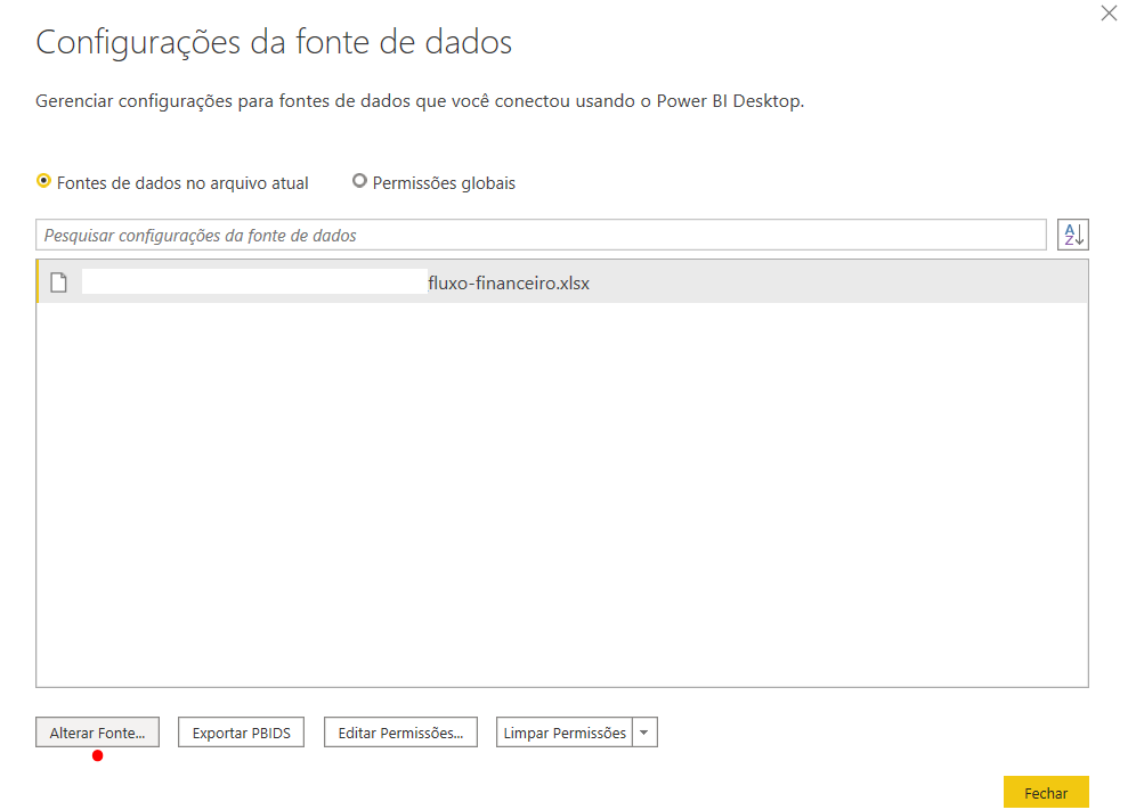 Configurações da fonte de dados
Gerenciar configurações para fontes de dados que você conectou usando o Power BI Desktop.
Fontes de dados no arquivo atual Permissões globais
Pesquisar configurações da fonte de dados
A
Z
fluxo-financeiro.xlsx
Alterar Fonte... Exportar PBIDS Editar Permissões... Limpar Permissões
Fechar